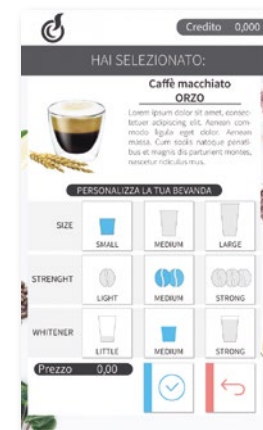 Credito 0,000
HAI SELEZIONATO:
Caffè macchiato
ORZO
Lorem ipsum dolor sit amet, consec-
tetuer adipiscing elit. Aenean com-
modo ligula eget dolor. Aenean
massa. Cum sociis natoque penati-
bus et magnis dis parturient montes,
nascetur ridiculus mus.
PERSONALIZZA LA TUA BEVANDA
SIZE
SMALL MEDIUM LARGE
STRENGHT
LIGHT MEDIUM STRONG
WHITENER
LITTLE MEDIUM STRONG
Prezzo 0,00